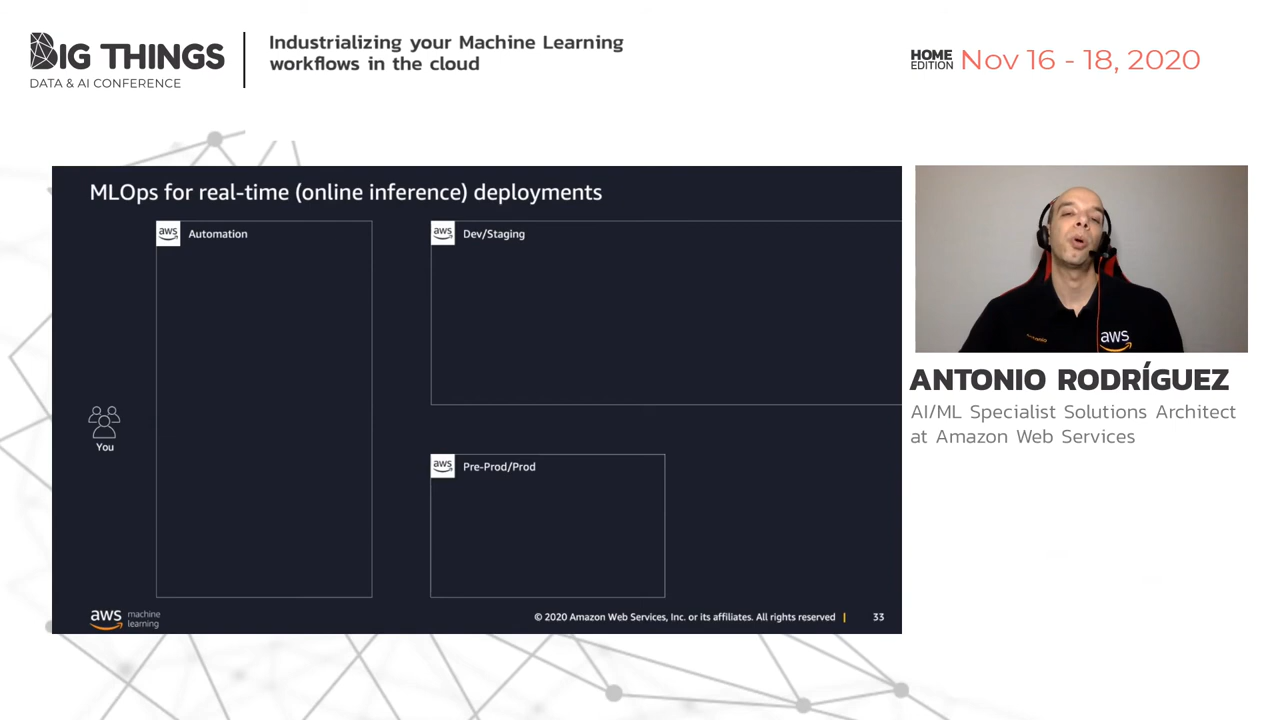 BIG THINGS
DATA & AI CONFERENCE
Industrializing your Machine Learning
workflows in the cloud
HOME
EDITION
Nov 16 - 18, 2020
MLOps for real-time (online inference) deployments
aws
Automation
aws
Dev/Staging
You
aws
Pre-Prod/Prod
aws
machine
learning
© 2020 Amazon Web Services, Inc. or its affiliates. All rights reserved |
33
aws
ANTONIO RODRÍGUEZ
AI/ML Specialist Solutions Architect
at Amazon Web Services